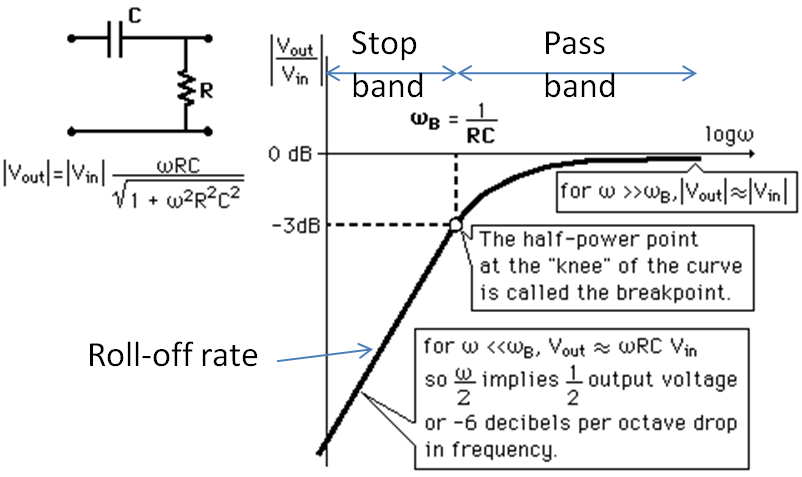 C
R
|Vout|=|Vin| ωRC / √1 + ω²R²C²
|Vout / Vin|
Stop
band
Pass
band
ωB = 1 / RC
logω
0 dB
-3dB
for ω >>ωB,|Vout|≈|Vin|
The half-power point
at the "knee" of the curve
is called the breakpoint.
Roll-off rate
for ω <<ωB, Vout ≈ ωRC Vin
so ω/2 implies 1/2 output voltage
or -6 decibels per octave drop
in frequency.